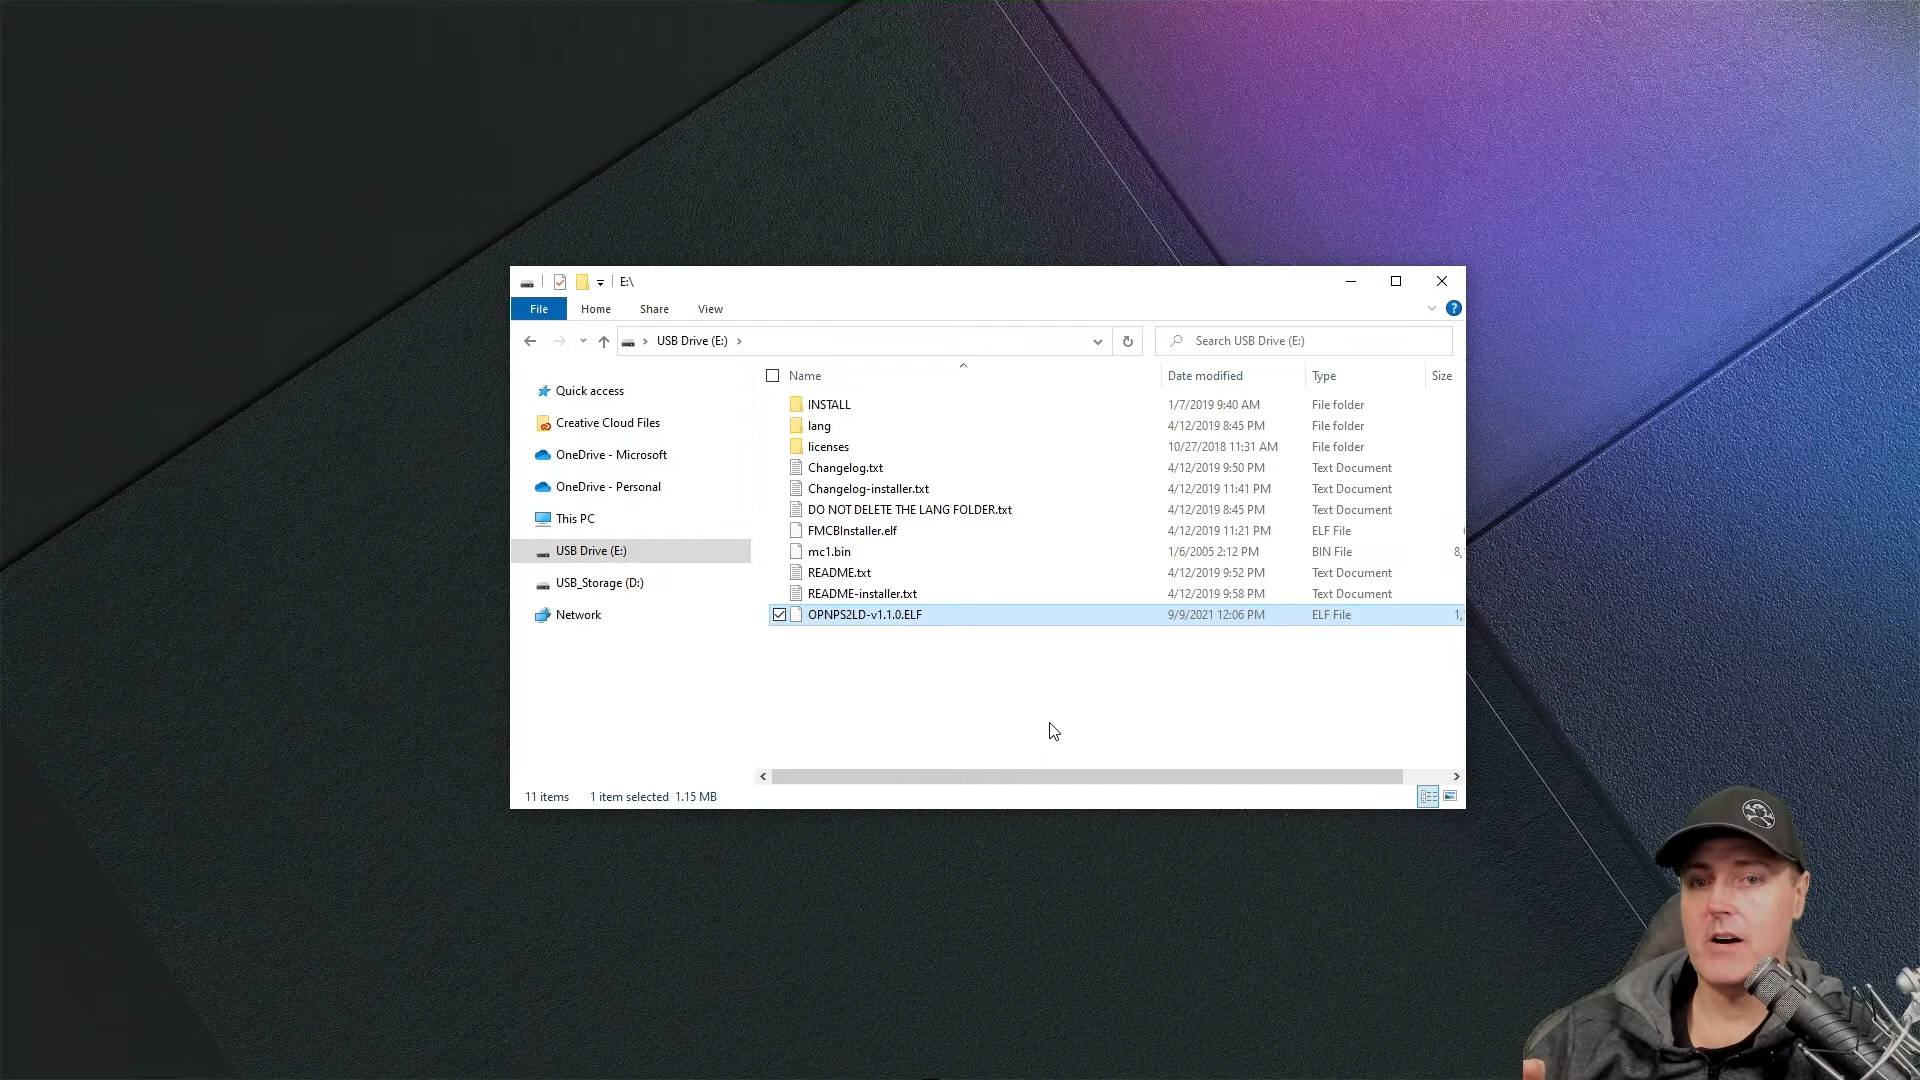 E:\
File Home Share View
USB Drive (E:)
Search USB Drive (E:)
Name Date modified Type Size
Quick access
Creative Cloud Files
OneDrive - Microsoft
OneDrive - Personal
This PC
USB Drive (E:)
USB_Storage (D:)
Network
INSTALL 1/7/2019 9:40 AM File folder
lang 4/12/2019 8:45 PM File folder
licenses 10/27/2018 11:31 AM File folder
Changelog.txt 4/12/2019 9:50 PM Text Document
Changelog-installer.txt 4/12/2019 11:41 PM Text Document
DO NOT DELETE THE LANG FOLDER.txt 4/12/2019 8:45 PM Text Document
FMCBInstaller.elf 4/12/2019 11:21 PM ELF File
mc1.bin 1/6/2005 2:12 PM BIN File 8,
README.txt 4/12/2019 9:52 PM Text Document
README-installer.txt 4/12/2019 9:58 PM Text Document
OPNPS2LD-v1.1.0.ELF 9/9/2021 12:06 PM ELF File 1,
11 items 1 item selected 1.15 MB